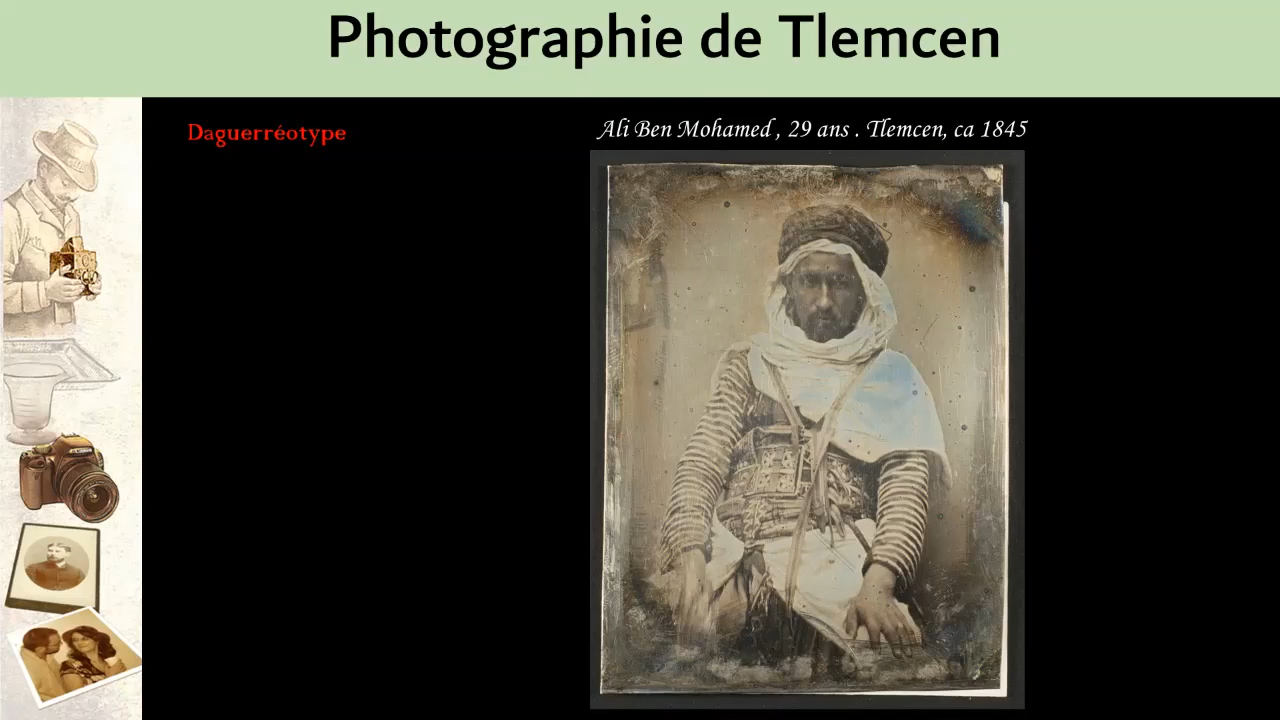 Photographie de Tlemcen
Daguerréotype
Ali Ben Mohamed , 29 ans . Tlemcen, ca 1845